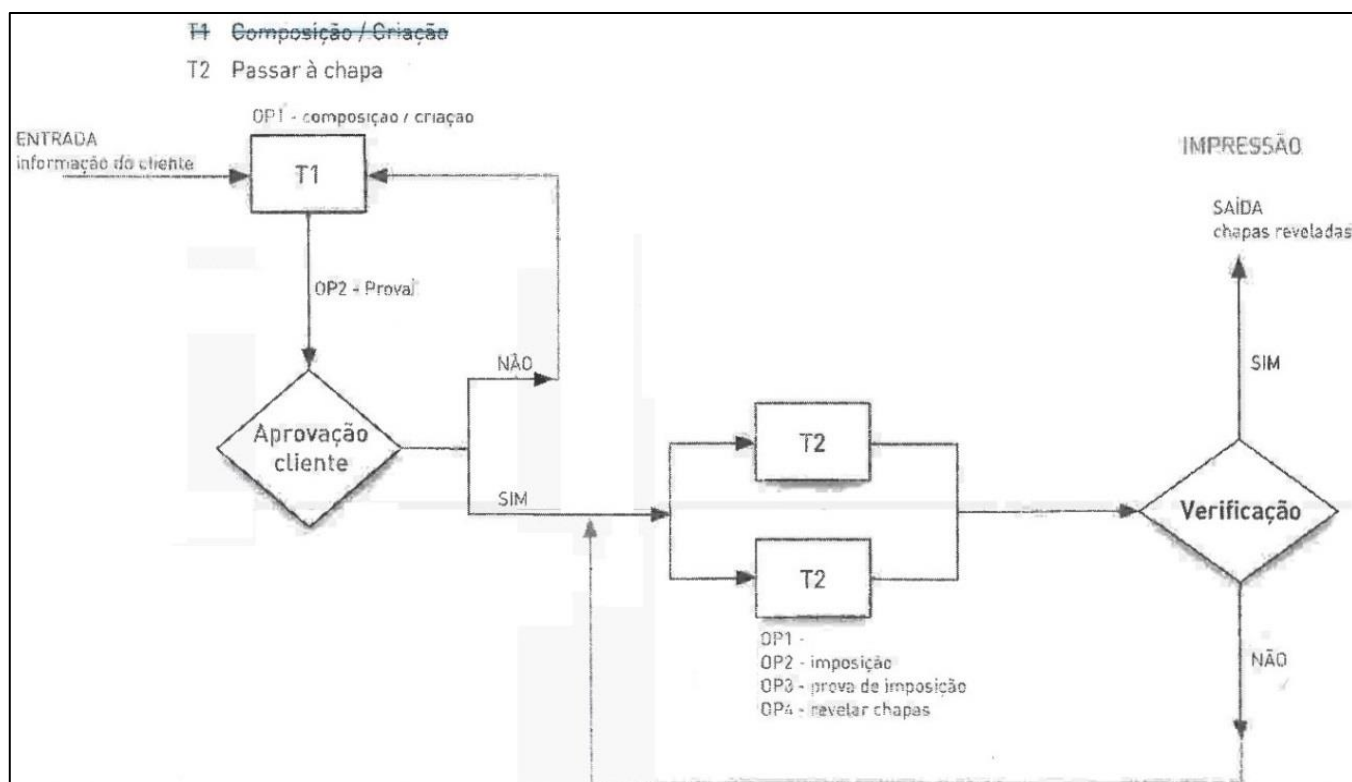 T1 Composição / Criação
T2 Passar à chapa
OP1 - composição / criação
ENTRADA
informação do cliente
T1
IMPRESSÃO
SAÍDA
chapas reveladas
OP2 - Prova
NÃO
SIM
Aprovação
cliente
SIM
T2
Verificação
T2
OP1 -
OP2 - imposição
OP3 - prova de imposição
OP4 - revelar chapas
NÃO